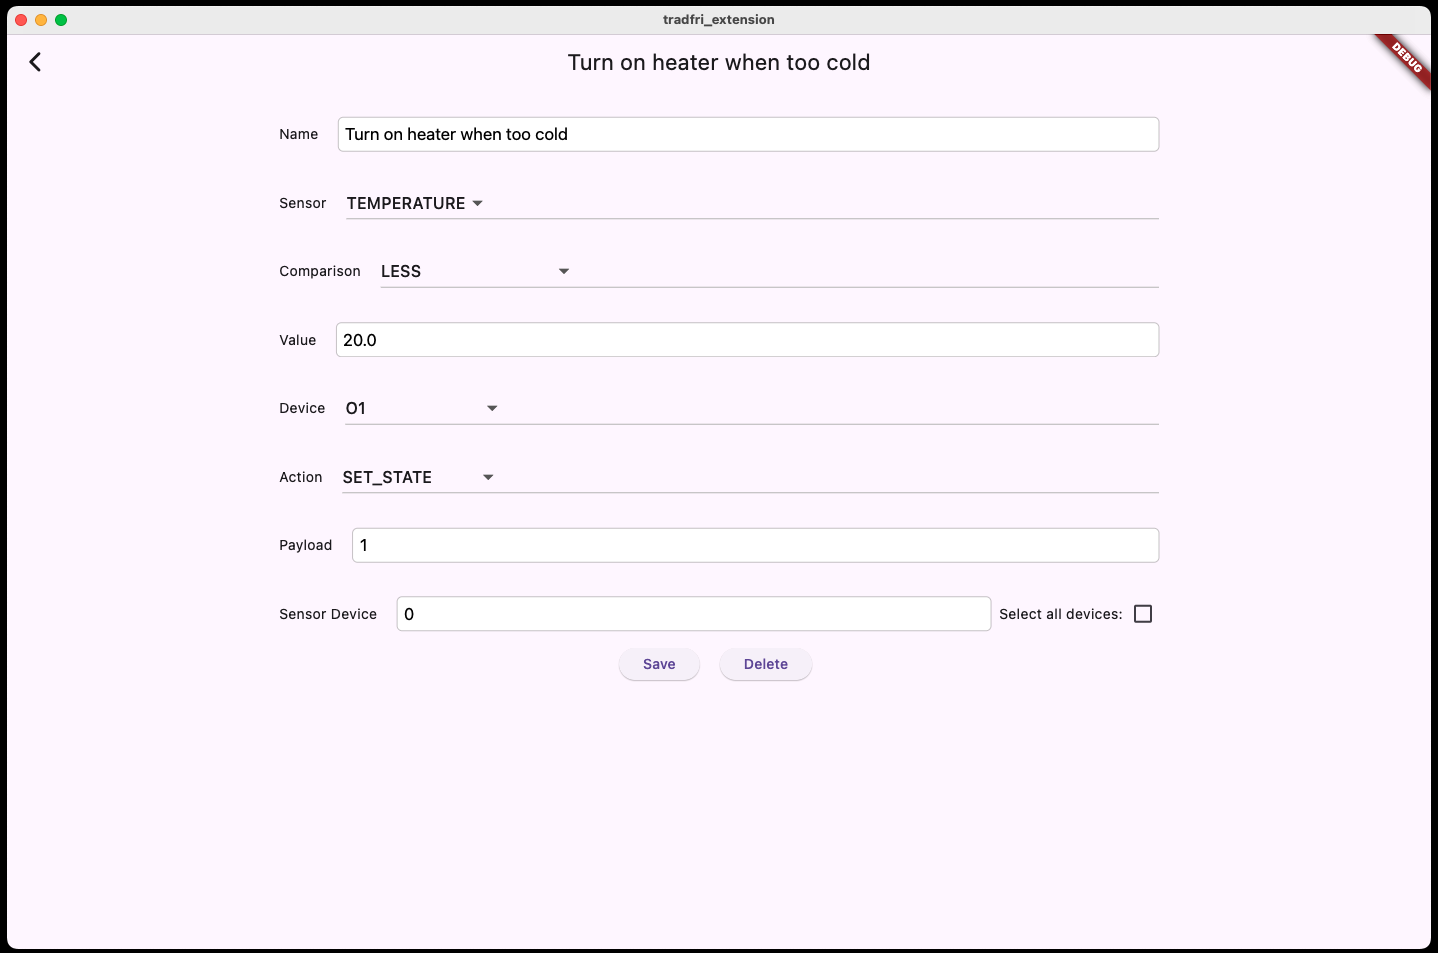 tradfri_extension
DEBUG
Turn on heater when too cold
Name Turn on heater when too cold
Sensor TEMPERATURE
Comparison LESS
Value 20.0
Device O1
Action SET_STATE
Payload 1
Sensor Device 0 Select all devices:
Save Delete